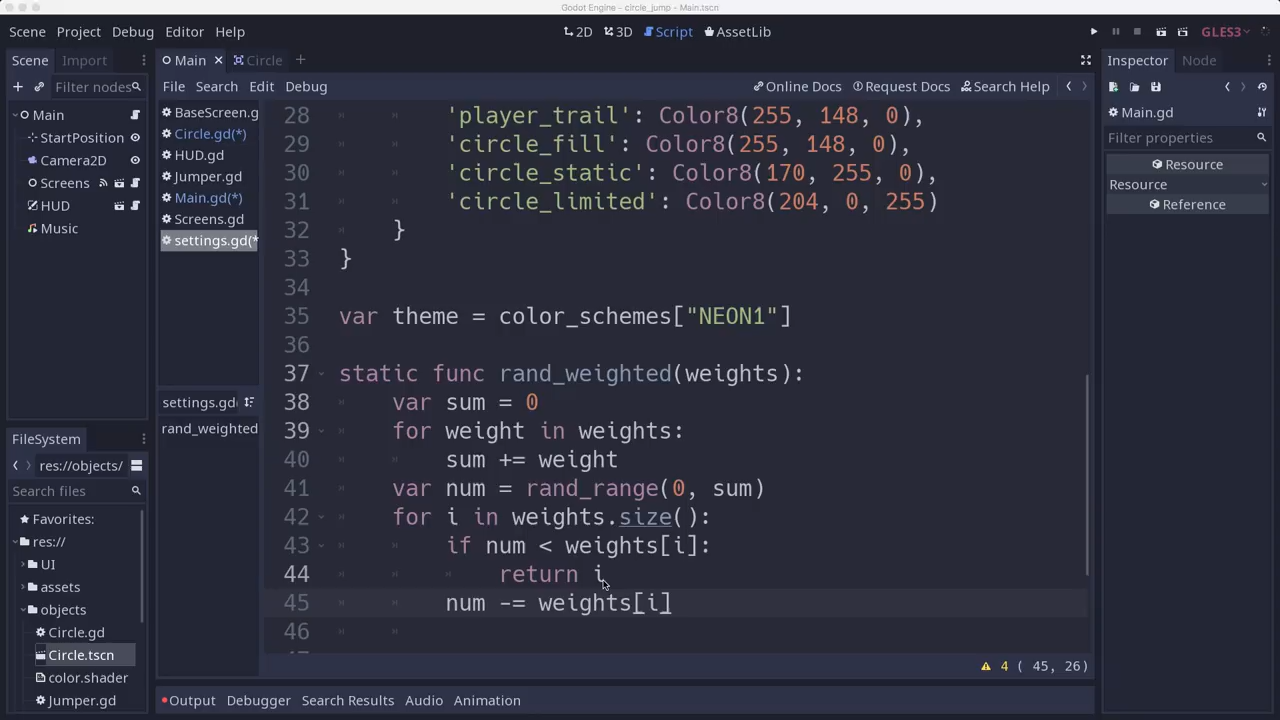 Godot Engine - circle_jump - Main.tscn
Scene Project Debug Editor Help
2D 3D Script AssetLib
GLES3
Scene Import
Filter nodes
Main
StartPosition
Camera2D
Screens
HUD
Music
FileSystem
res://objects/
Search files
Favorites:
res://
UI
assets
objects
Circle.gd
Circle.tscn
color.shader
Jumper.gd
Main Circle
File Search Edit Debug
Online Docs Request Docs Search Help
BaseScreen.g
Circle.gd(*)
HUD.gd
Jumper.gd
Main.gd(*)
Screens.gd
settings.gd(*
settings.gd
rand_weighted
28 'player_trail': Color8(255, 148, 0),
29 'circle_fill': Color8(255, 148, 0),
30 'circle_static': Color8(170, 255, 0),
31 'circle_limited': Color8(204, 0, 255)
32 }
33 }
34
35 var theme = color_schemes["NEON1"]
36
37 static func rand_weighted(weights):
38 var sum = 0
39 for weight in weights:
40 sum += weight
41 var num = rand_range(0, sum)
42 for i in weights.size():
43 if num < weights[i]:
44 return i
45 num -= weights[i]
46
4 ( 45, 26)
Output Debugger Search Results Audio Animation
Inspector Node
Main.gd
Filter properties
Resource
Resource
Reference